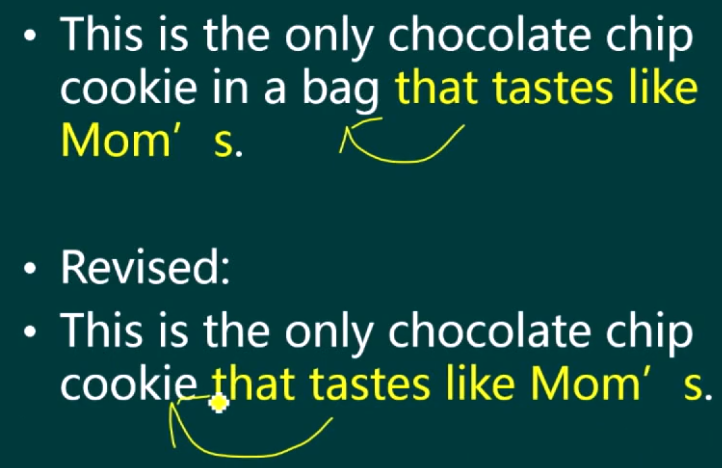 • This is the only chocolate chip
cookie in a bag that tastes like
Mom’ s.
• Revised:
• This is the only chocolate chip
cookie that tastes like Mom’ s.